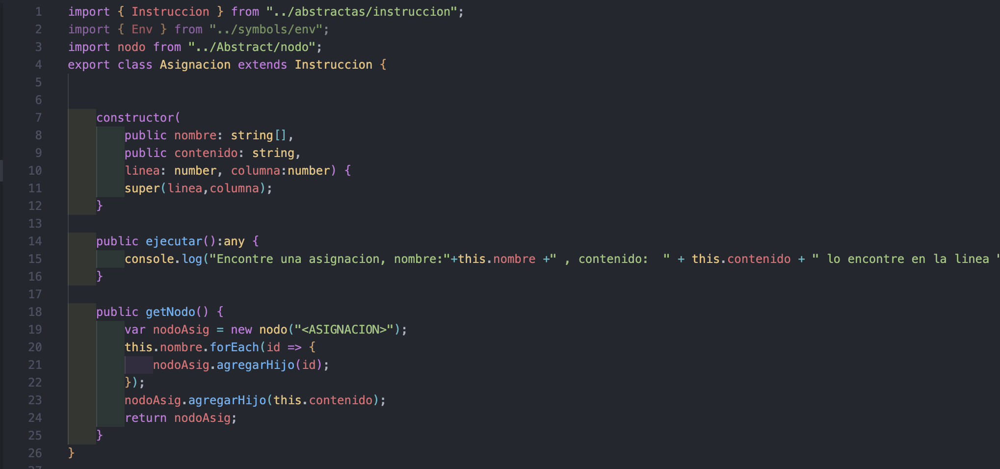 1 import { Instruccion } from "../abstractas/instruccion";
2 import { Env } from "../symbols/env";
3 import nodo from "../Abstract/nodo";
4 export class Asignacion extends Instruccion {
5
6
7 constructor(
8 public nombre: string[],
9 public contenido: string,
10 linea: number, columna:number) {
11 super(linea,columna);
12 }
13
14 public ejecutar():any {
15 console.log("Encontre una asignacion, nombre:"+this.nombre +" , contenido:  " + this.contenido + " lo encontre en la linea "
16 }
17
18 public getNodo() {
19 var nodoAsig = new nodo("<ASIGNACION>");
20 this.nombre.forEach(id => {
21 nodoAsig.agregarHijo(id);
22 });
23 nodoAsig.agregarHijo(this.contenido);
24 return nodoAsig;
25 }
26 }